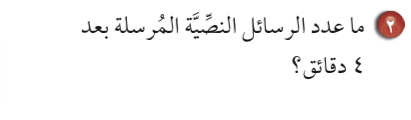 ٢ ما عدد الرسائل النصِّيَّة المُرسلة بعد
٤ دقائق؟